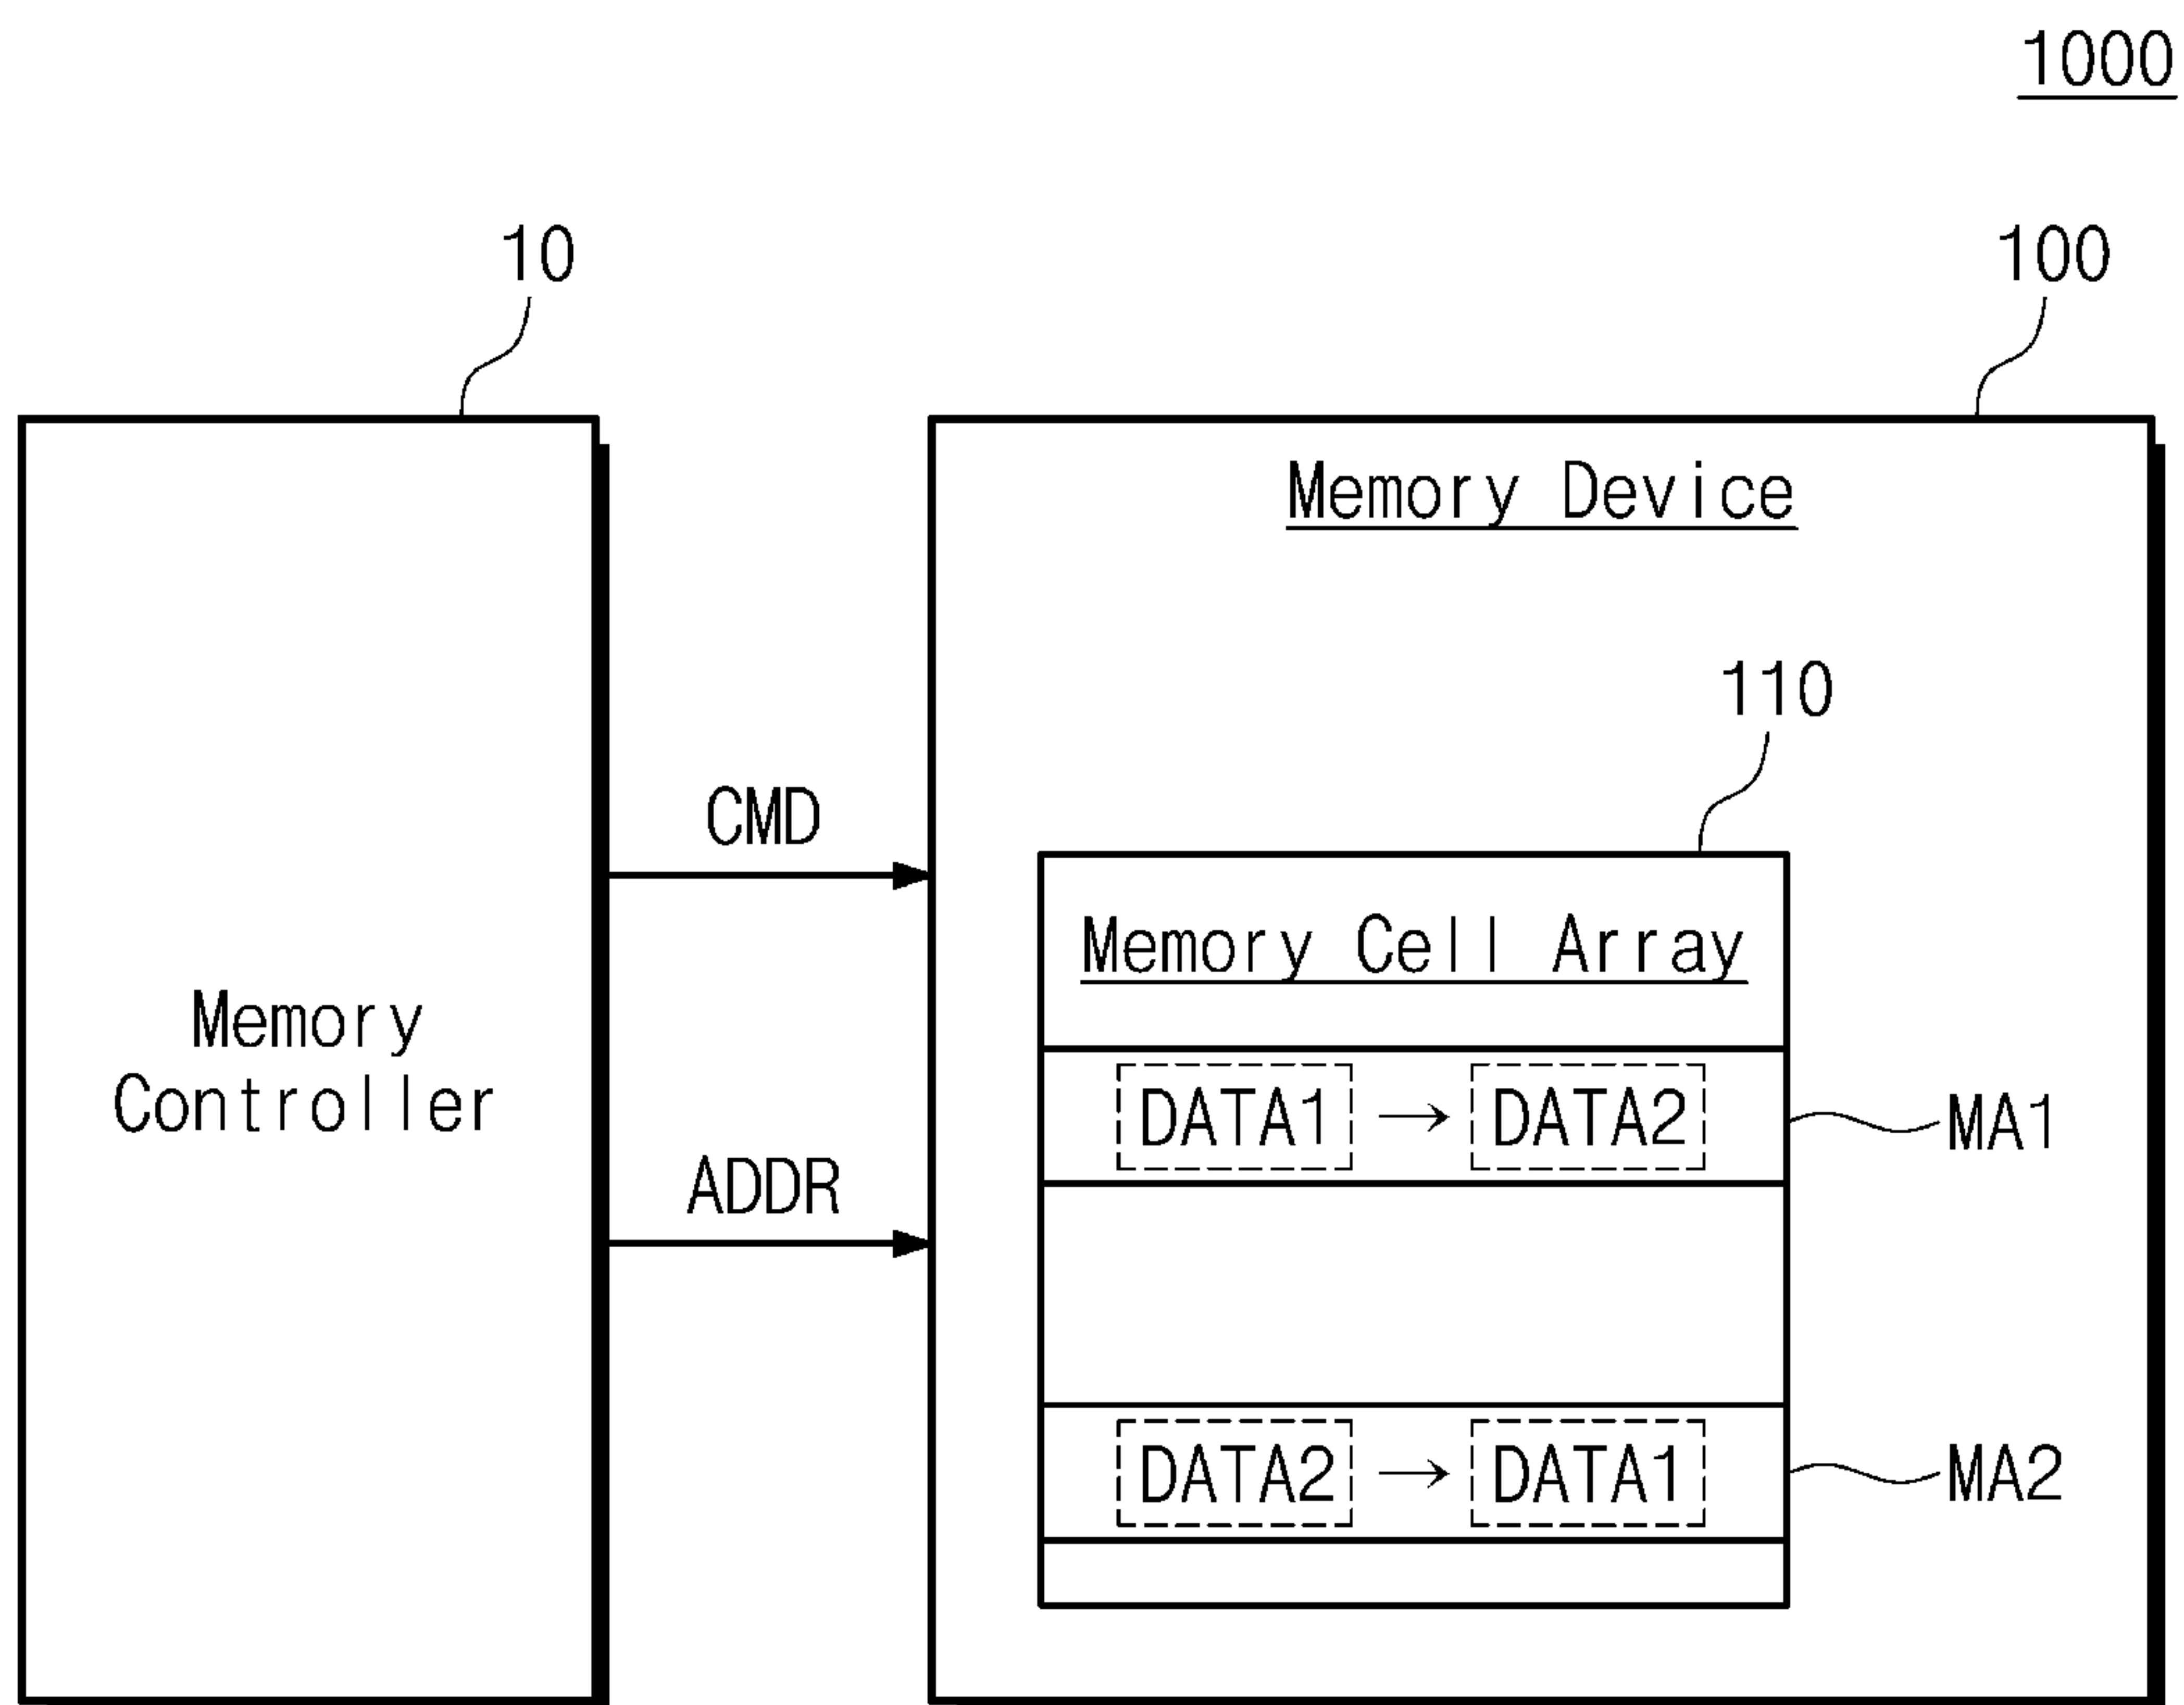 1000
10
100
Memory Device
110
CMD
Memory Cell Array
Memory
Controller
DATA1 → DATA2
MA1
ADDR
DATA2 → DATA1
MA2